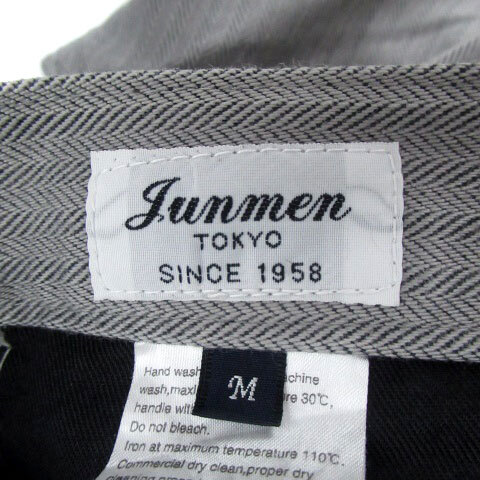 Junmen
TOKYO
SINCE 1958
M
Hand wash
chine
wash,maxi
re 30℃,
handle wit
Do not bleach.
Iron at maximum temperature 110℃.
Commercial dry clean,proper dry